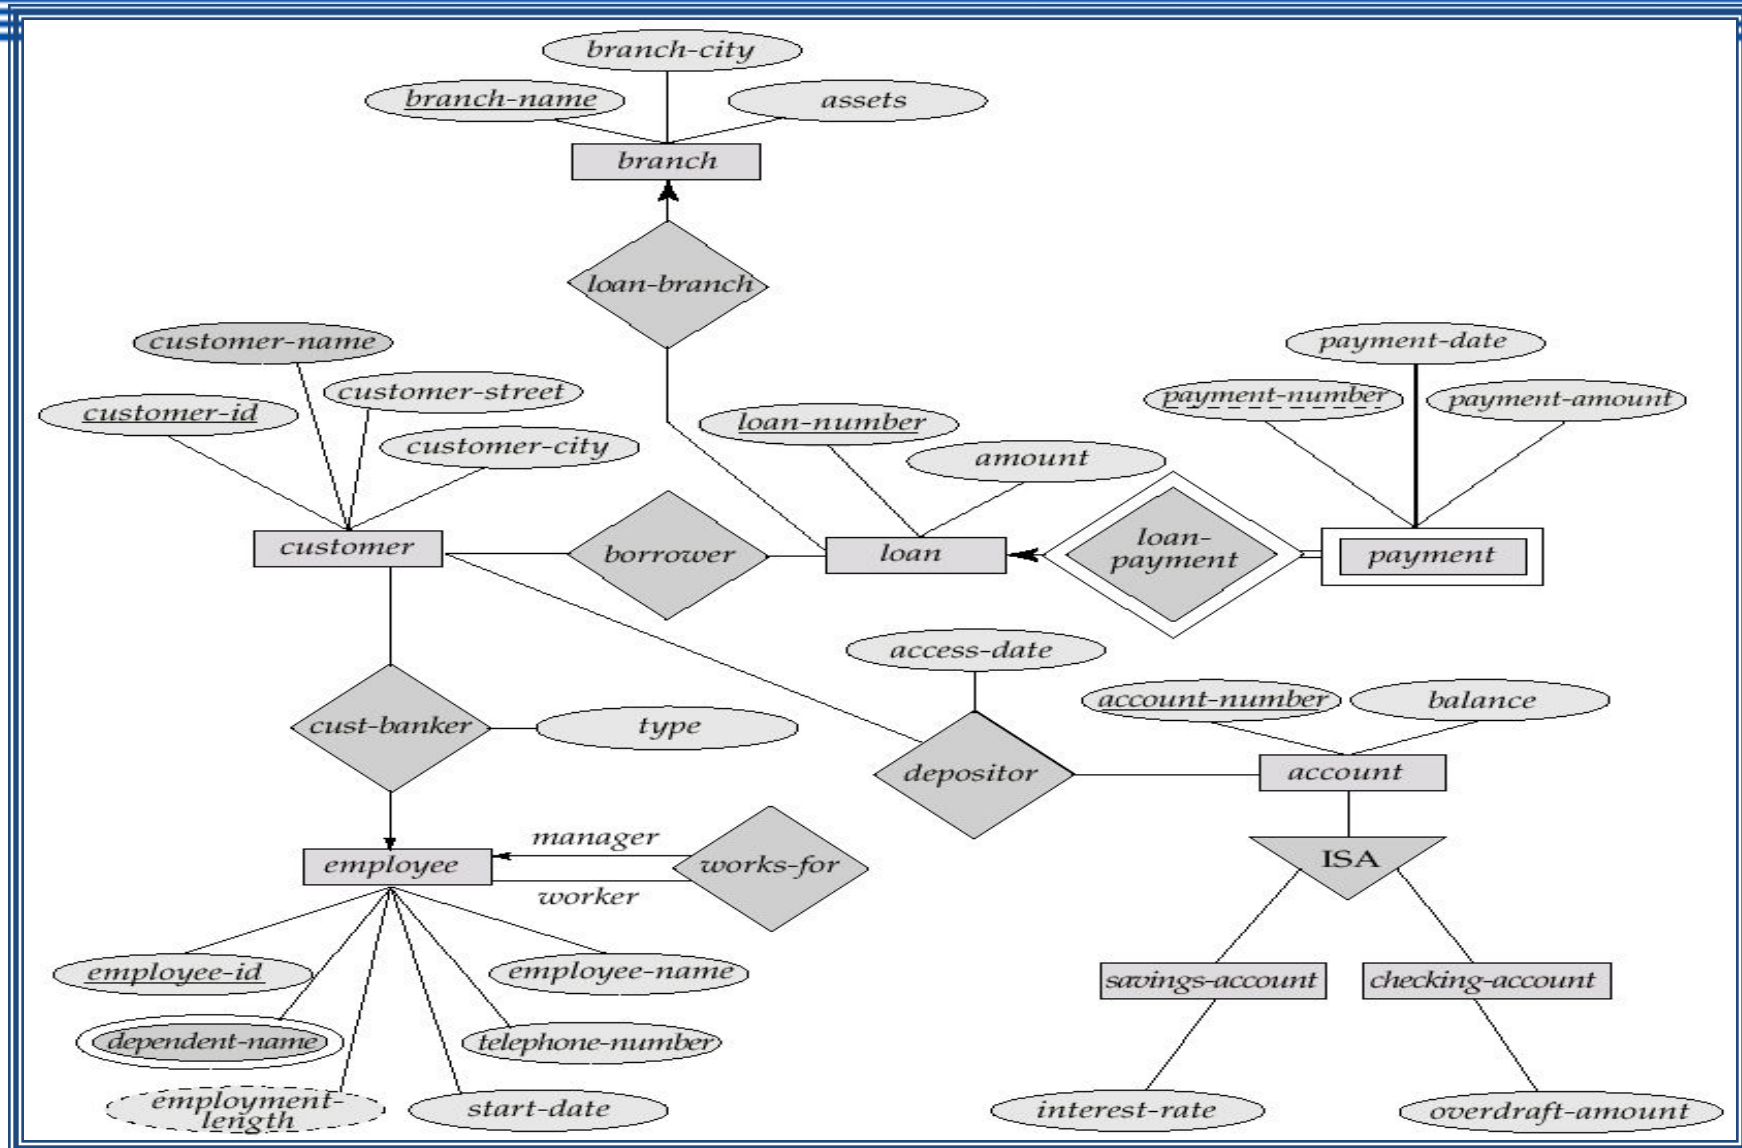 branch-city
branch-name
assets
branch
loan-branch
customer-name
payment-date
customer-street
customer-id
payment-number
payment-amount
loan-number
customer-city
amount
customer
borrower
loan
loan-
payment
payment
access-date
account-number
balance
cust-banker
type
depositor
account
manager
employee
works-for
worker
ISA
employee-id
employee-name
savings-account
checking-account
dependent-name
telephone-number
employment-
length
start-date
interest-rate
overdraft-amount